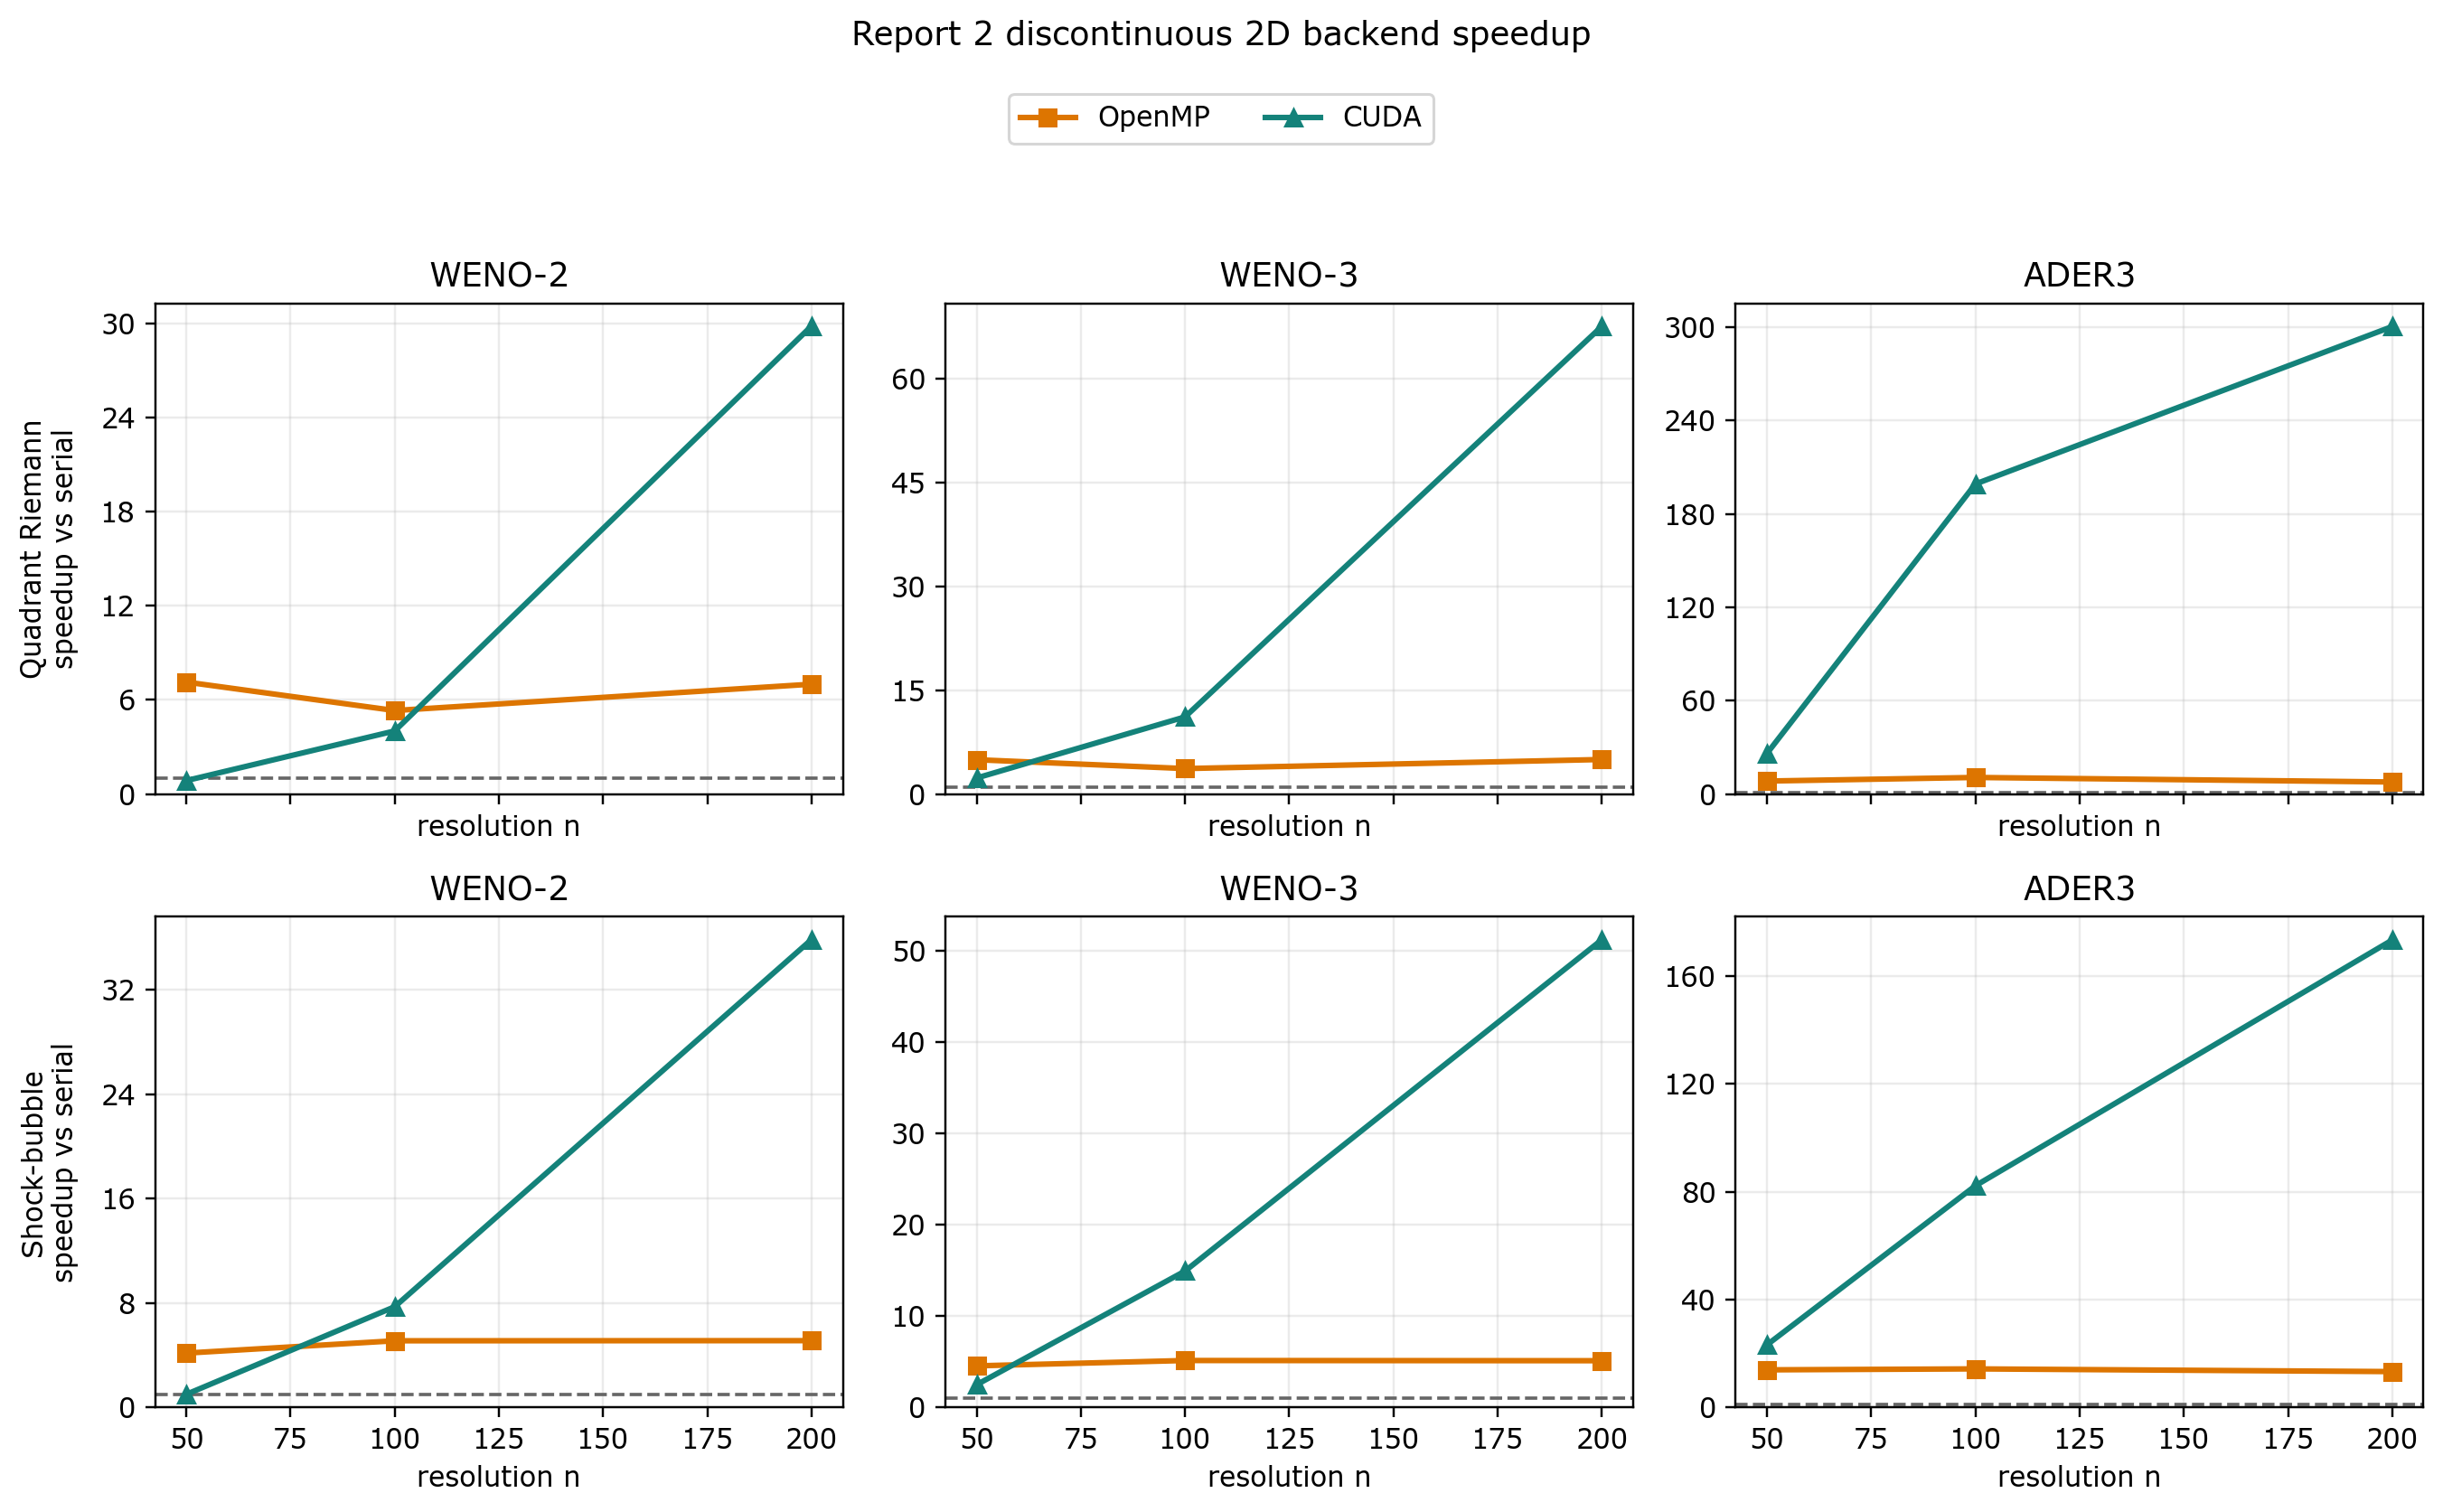 Report 2 discontinuous 2D backend speedup
OpenMP CUDA
WENO-2
30
24
18
12
6
0
Quadrant Riemann
speedup vs serial
resolution n
WENO-3
60
45
30
15
0
resolution n
ADER3
300
240
180
120
60
0
resolution n
WENO-2
32
24
16
8
0
Shock-bubble
speedup vs serial
50 75 100 125 150 175 200
resolution n
WENO-3
50
40
30
20
10
0
50 75 100 125 150 175 200
resolution n
ADER3
160
120
80
40
0
50 75 100 125 150 175 200
resolution n